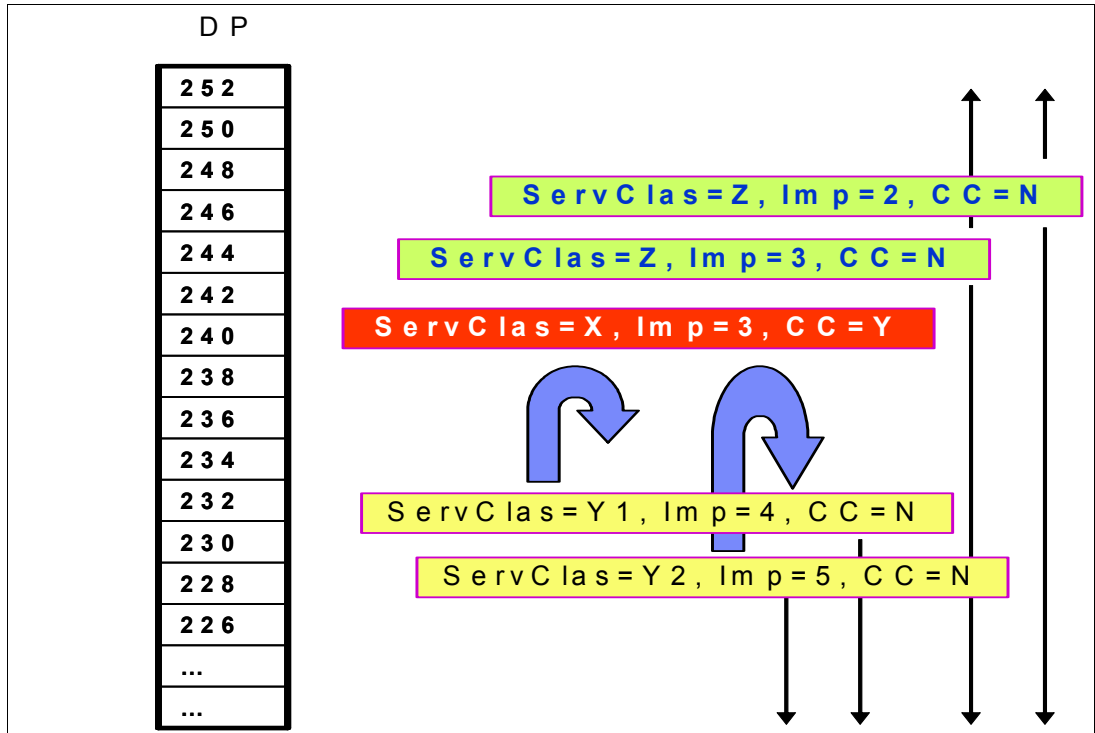 DP
252
250
248
246
244
242
240
238
236
234
232
230
228
226
...
...
ServClas=Z, Imp=2, CC=N
ServClas=Z, Imp=3, CC=N
ServClas=X, Imp=3, CC=Y
ServClas=Y1, Imp=4, CC=N
ServClas=Y2, Imp=5, CC=N